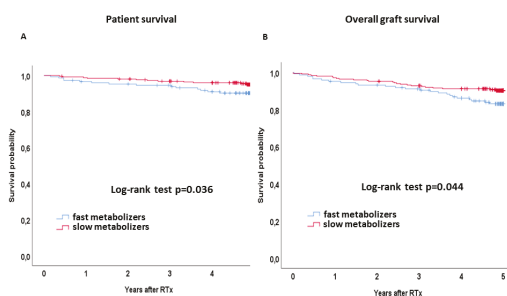 Patient survival
A
1,0
0,8
0,6
0,4
0,2
0,0
Survival probability
Log-rank test p=0.036
fast metabolizers
slow metabolizers
0 1 2 3 4
Years after RTx
Overall graft survival
B
1,0
0,8
0,6
0,4
0,2
0,0
Survival probability
Log-rank test p=0.044
fast metabolizers
slow metabolizers
0 1 2 3 4 5
Years after RTx